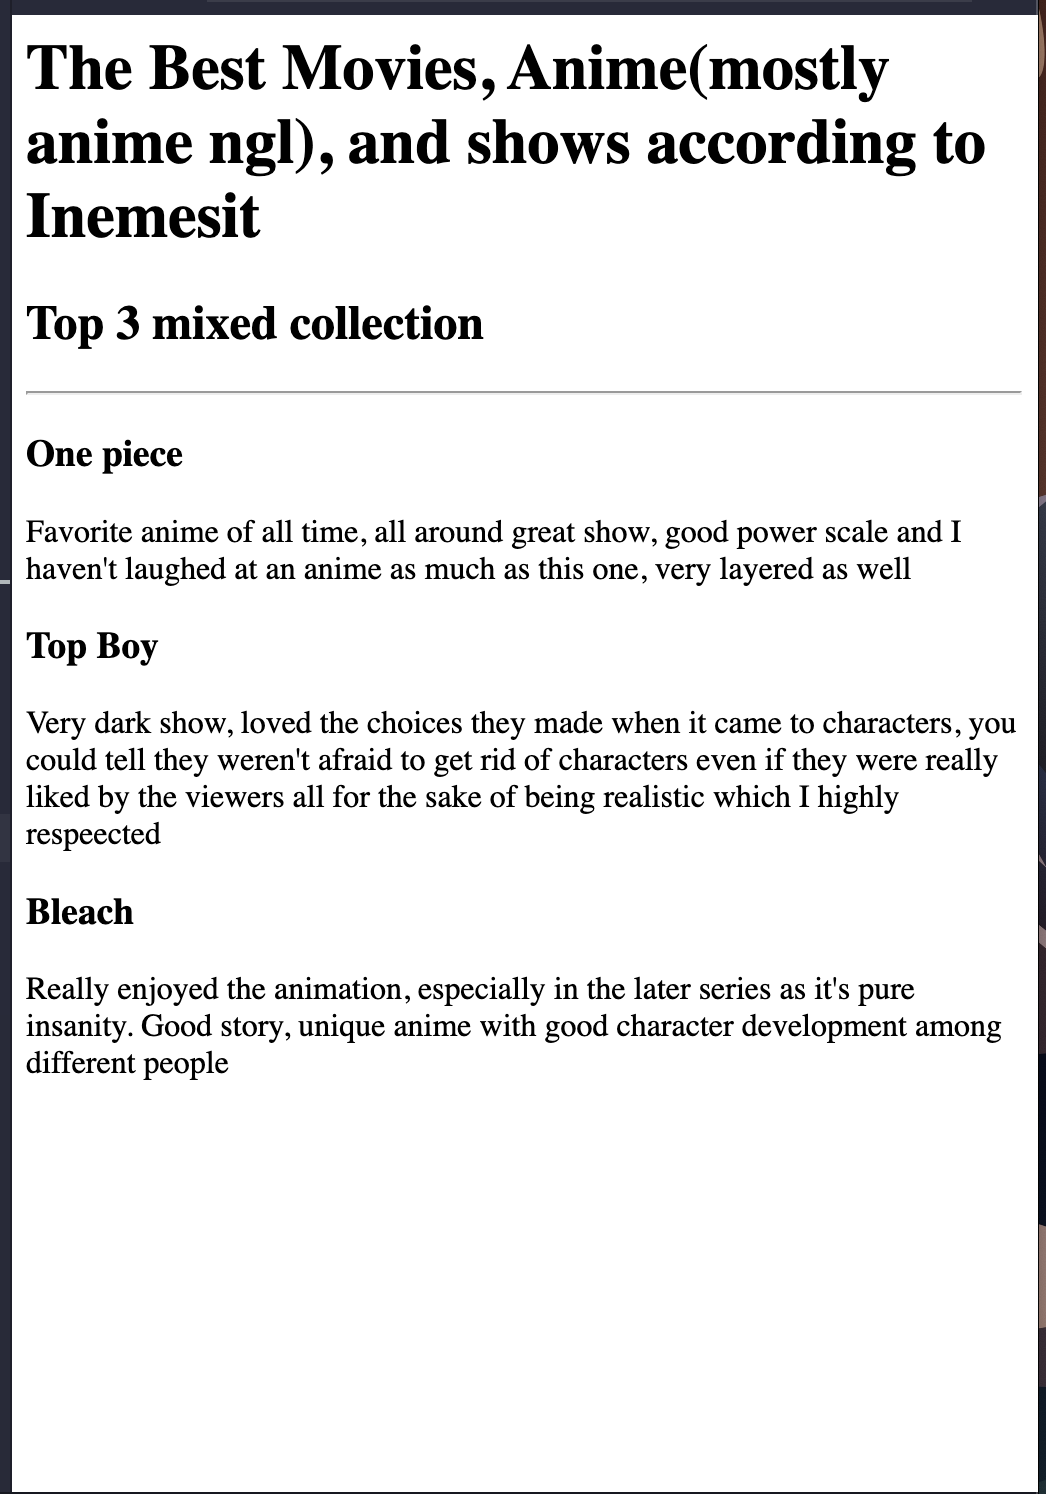 The Best Movies, Anime(mostly
anime ngl), and shows according to
Inemesit
Top 3 mixed collection
One piece
Favorite anime of all time, all around great show, good power scale and I
haven't laughed at an anime as much as this one, very layered as well
Top Boy
Very dark show, loved the choices they made when it came to characters, you
could tell they weren't afraid to get rid of characters even if they were really
liked by the viewers all for the sake of being realistic which I highly
respeected
Bleach
Really enjoyed the animation, especially in the later series as it's pure
insanity. Good story, unique anime with good character development among
different people